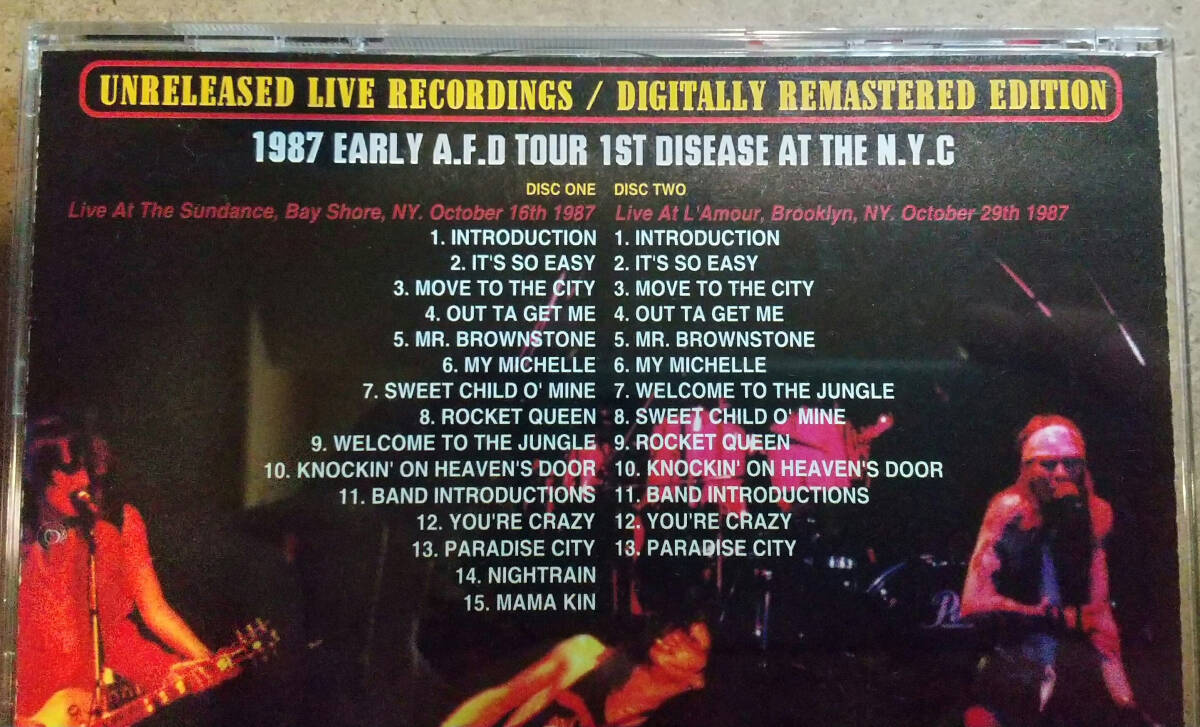 UNRELEASED LIVE RECORDINGS / DIGITALLY REMASTERED EDITION
1987 EARLY A.F.D TOUR 1ST DISEASE AT THE N.Y.C
DISC ONE
Live At The Sundance, Bay Shore, NY. October 16th 1987
1. INTRODUCTION
2. IT'S SO EASY
3. MOVE TO THE CITY
4. OUT TA GET ME
5. MR. BROWNSTONE
6. MY MICHELLE
7. SWEET CHILD O' MINE
8. ROCKET QUEEN
9. WELCOME TO THE JUNGLE
10. KNOCKIN' ON HEAVEN'S DOOR
11. BAND INTRODUCTIONS
12. YOU'RE CRAZY
13. PARADISE CITY
14. NIGHTRAIN
15. MAMA KIN
DISC TWO
Live At L'Amour, Brooklyn, NY. October 29th 1987
1. INTRODUCTION
2. IT'S SO EASY
3. MOVE TO THE CITY
4. OUT TA GET ME
5. MR. BROWNSTONE
6. MY MICHELLE
7. WELCOME TO THE JUNGLE
8. SWEET CHILD O' MINE
9. ROCKET QUEEN
10. KNOCKIN' ON HEAVEN'S DOOR
11. BAND INTRODUCTIONS
12. YOU'RE CRAZY
13. PARADISE CITY